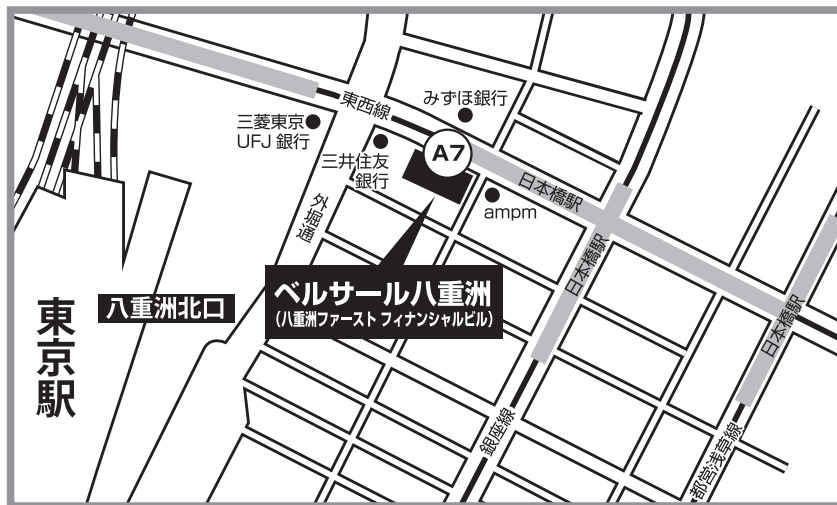 東西線
みずほ銀行
三菱東京
UFJ 銀行
三井住友
銀行
A7
日本橋駅
ampm
外堀通
日本橋駅
日本橋駅
ベルサール八重洲
(八重洲ファースト フィナンシャルビル)
八重洲北口
東京駅
銀座線
都営浅草線